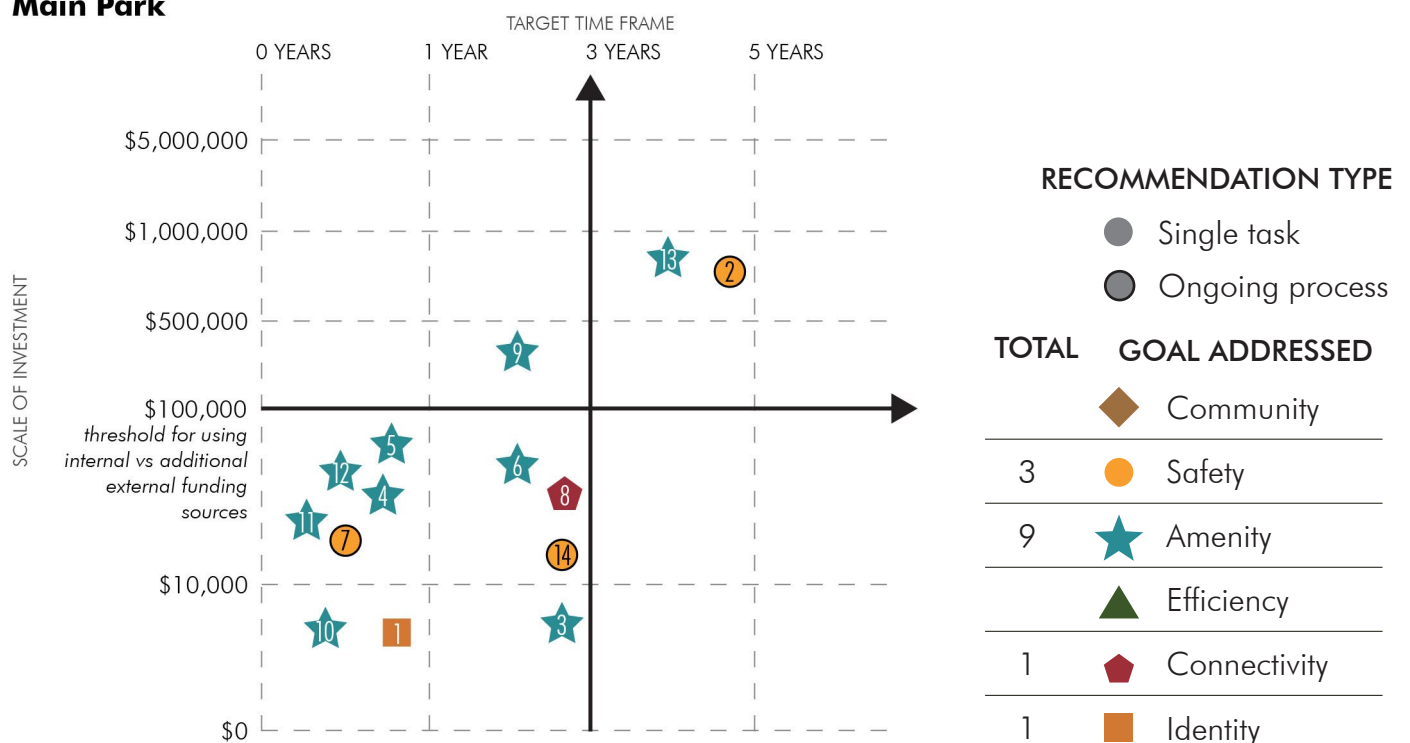 Main Park
TARGET TIME FRAME
0 YEARS
1 YEAR
3 YEARS
5 YEARS
SCALE OF INVESTMENT
$5,000,000
$1,000,000
$500,000
$100,000
threshold for using
internal vs additional
external funding
sources
$10,000
$0
13
2
9
5
12
4
6
8
11
7
14
10
1
3
RECOMMENDATION TYPE
Single task
Ongoing process
TOTAL GOAL ADDRESSED
Community
3 Safety
9 Amenity
Efficiency
1 Connectivity
1 Identity